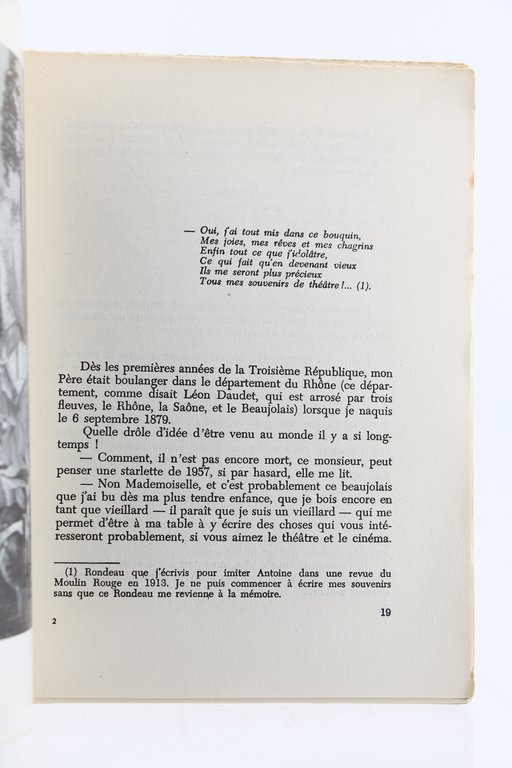 — Oui, j'ai tout mis dans ce bouquin,
Mes joies, mes rêves et mes chagrins
Enfin tout ce que j'idolâtre,
Ce qui fait qu'en devenant vieux
Ils me seront plus précieux
Tous mes souvenirs de théâtre !... (1).
Dès les premières années de la Troisième République, mon
Père était boulanger dans le département du Rhône (ce dépar-
tement, comme disait Léon Daudet, qui est arrosé par trois
fleuves, le Rhône, la Saône, et le Beaujolais) lorsque je naquis
le 6 septembre 1879.
Quelle drôle d'idée d'être venu au monde il y a si long-
temps !
— Comment, il n'est pas encore mort, ce monsieur, peut
penser une starlette de 1957, si par hasard, elle me lit.
— Non Mademoiselle, et c'est probablement ce beaujolais
que j'ai bu dès ma plus tendre enfance, que je bois encore en
tant que vieillard — il paraît que je suis un vieillard — qui me
permet d'être à ma table à y écrire des choses qui vous inté-
resseront probablement, si vous aimez le théâtre et le cinéma.
(1) Rondeau que j'écrivis pour imiter Antoine dans une revue du
Moulin Rouge en 1913. Je ne puis commencer à écrire mes souvenirs
sans que ce Rondeau me revienne à la mémoire.
19
2